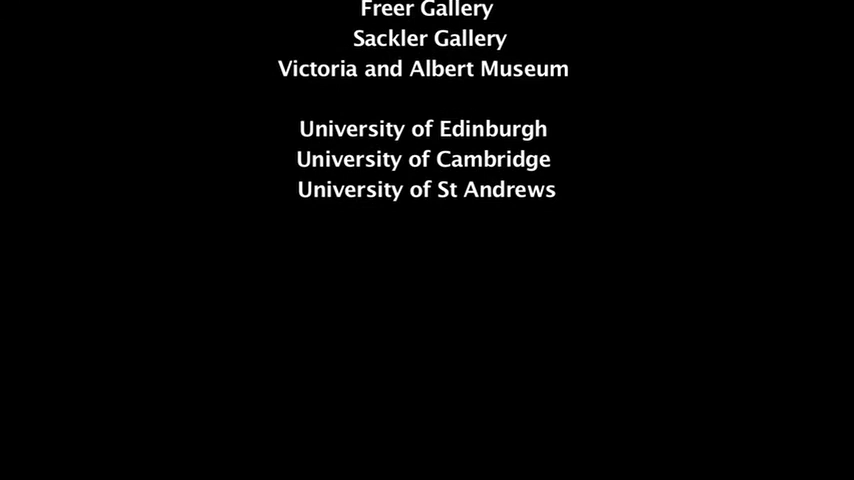 Freer Gallery
Sackler Gallery
Victoria and Albert Museum
University of Edinburgh
University of Cambridge
University of St Andrews